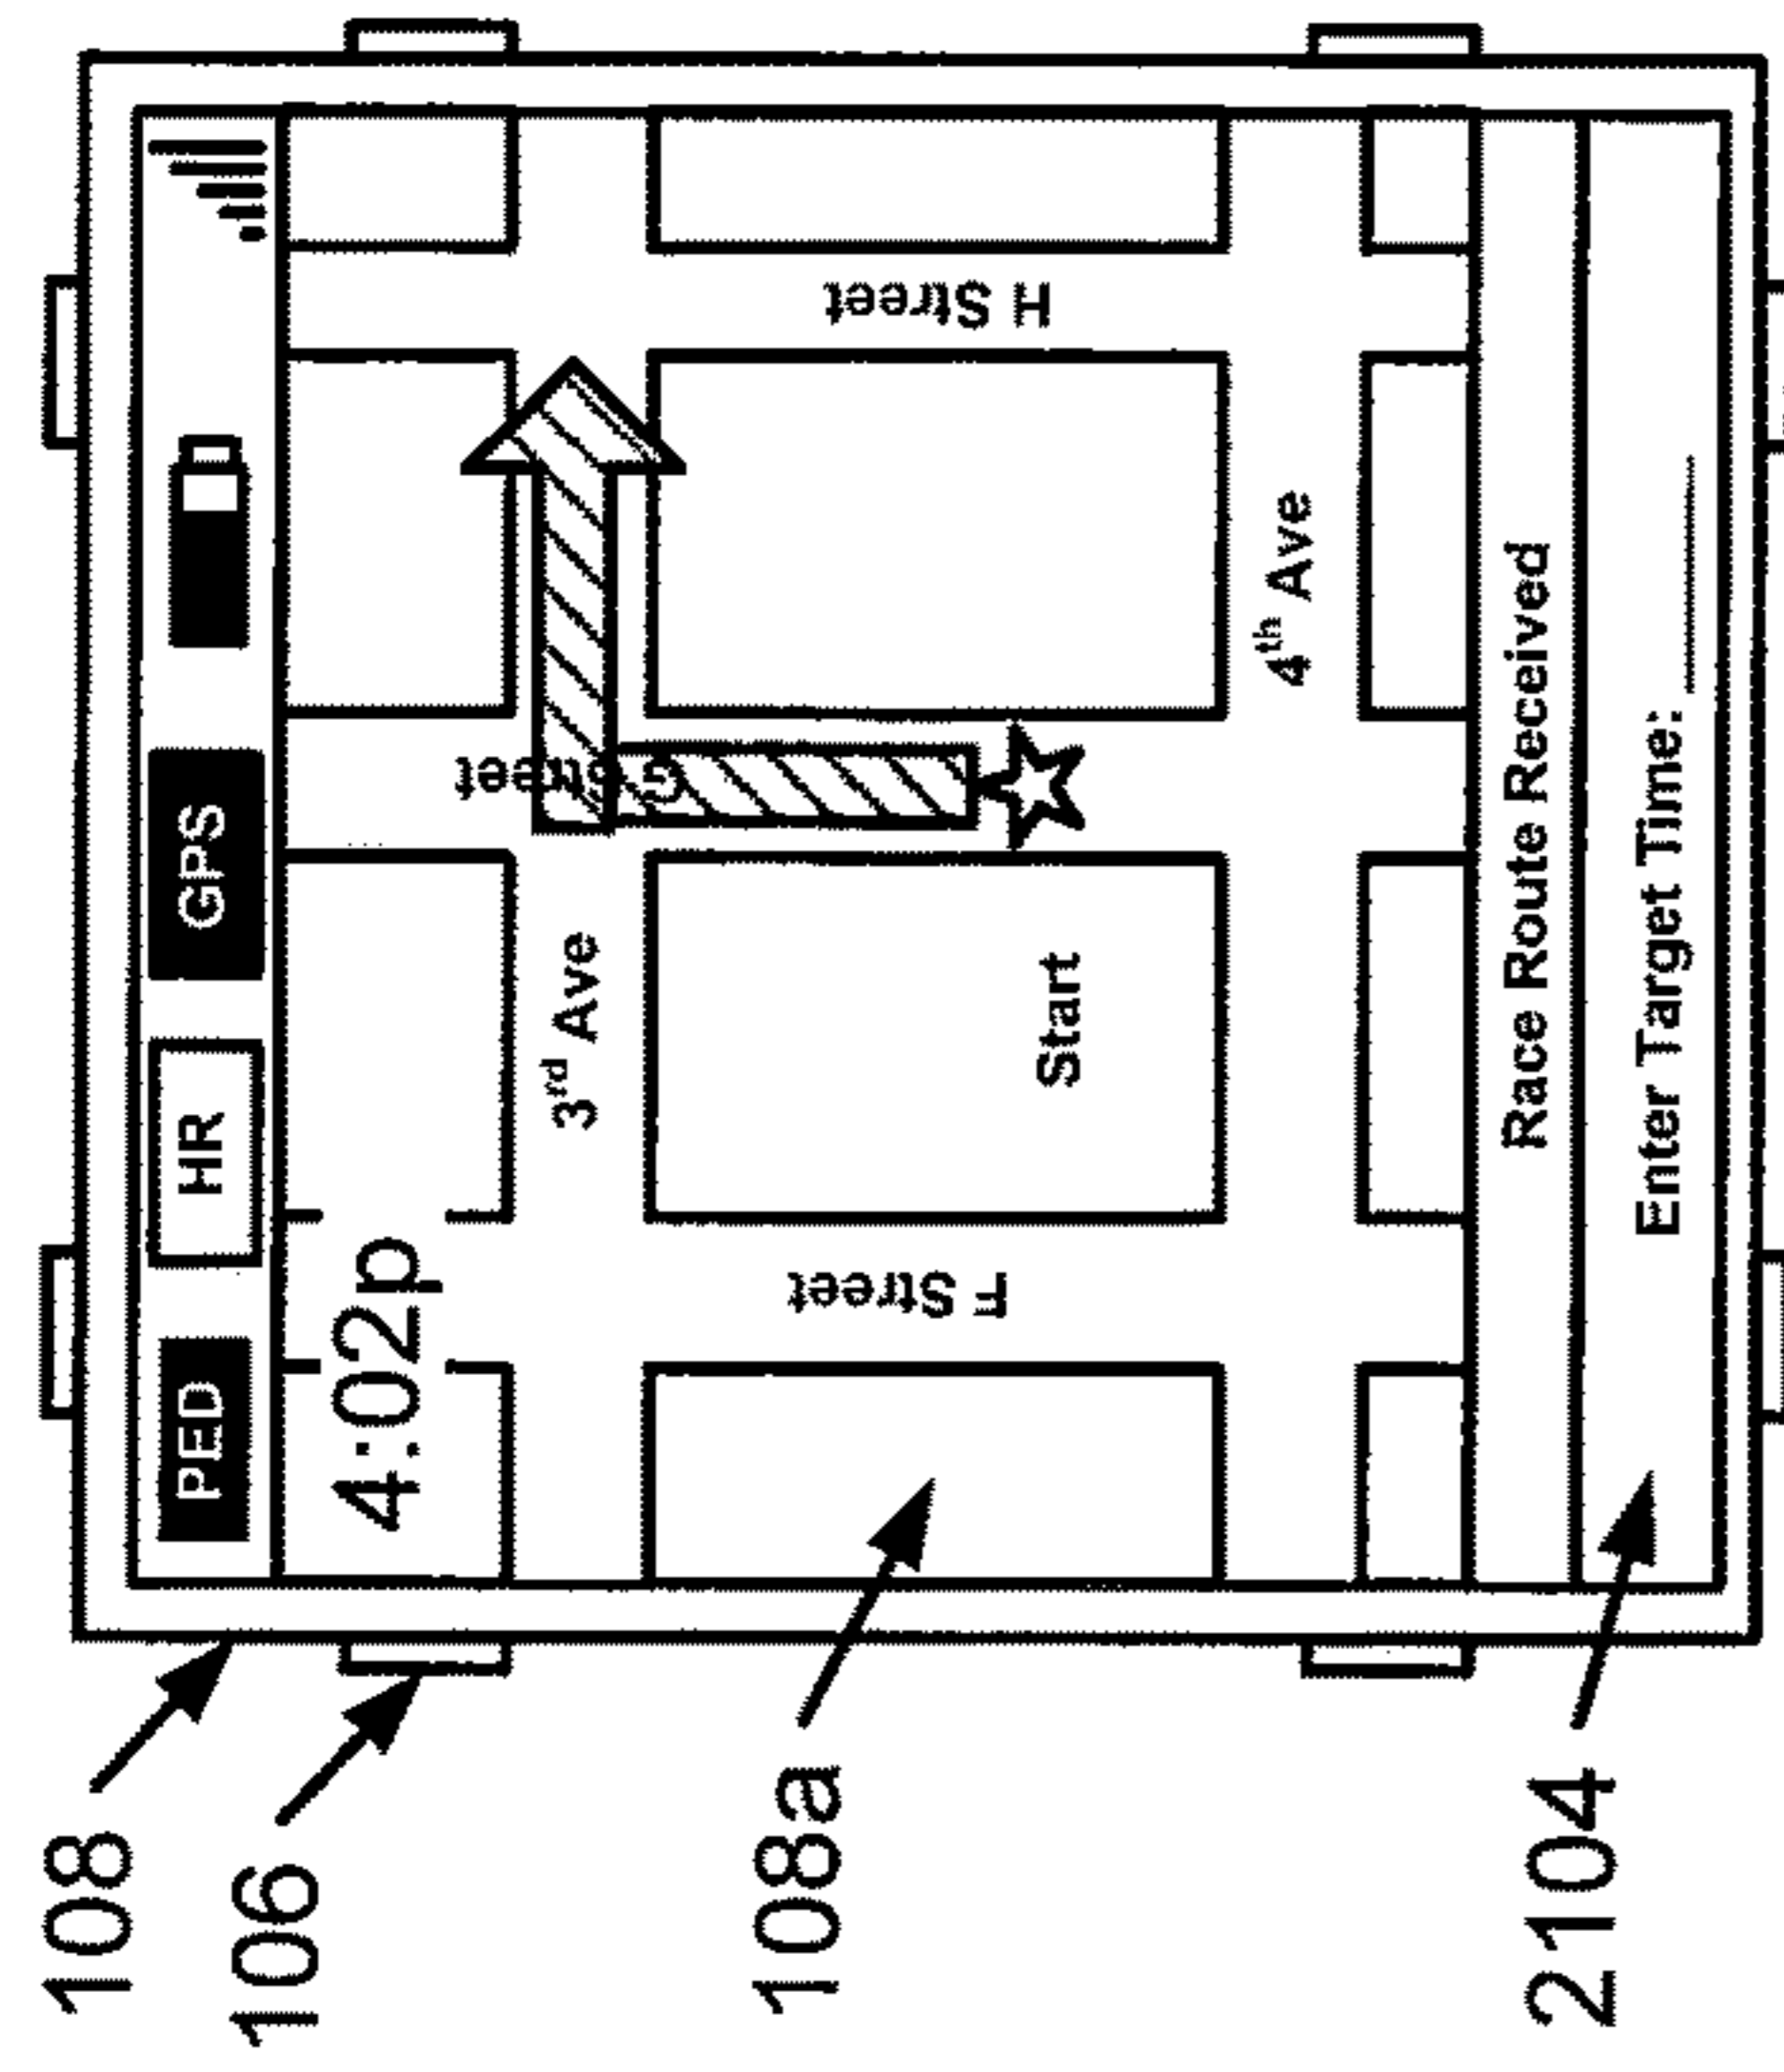 PED HR GPS
4:02p
3rd Ave
F Street
G Street
H Street
Start
4th Ave
Race Route Received
Enter Target Time:
108
106
108a
2104